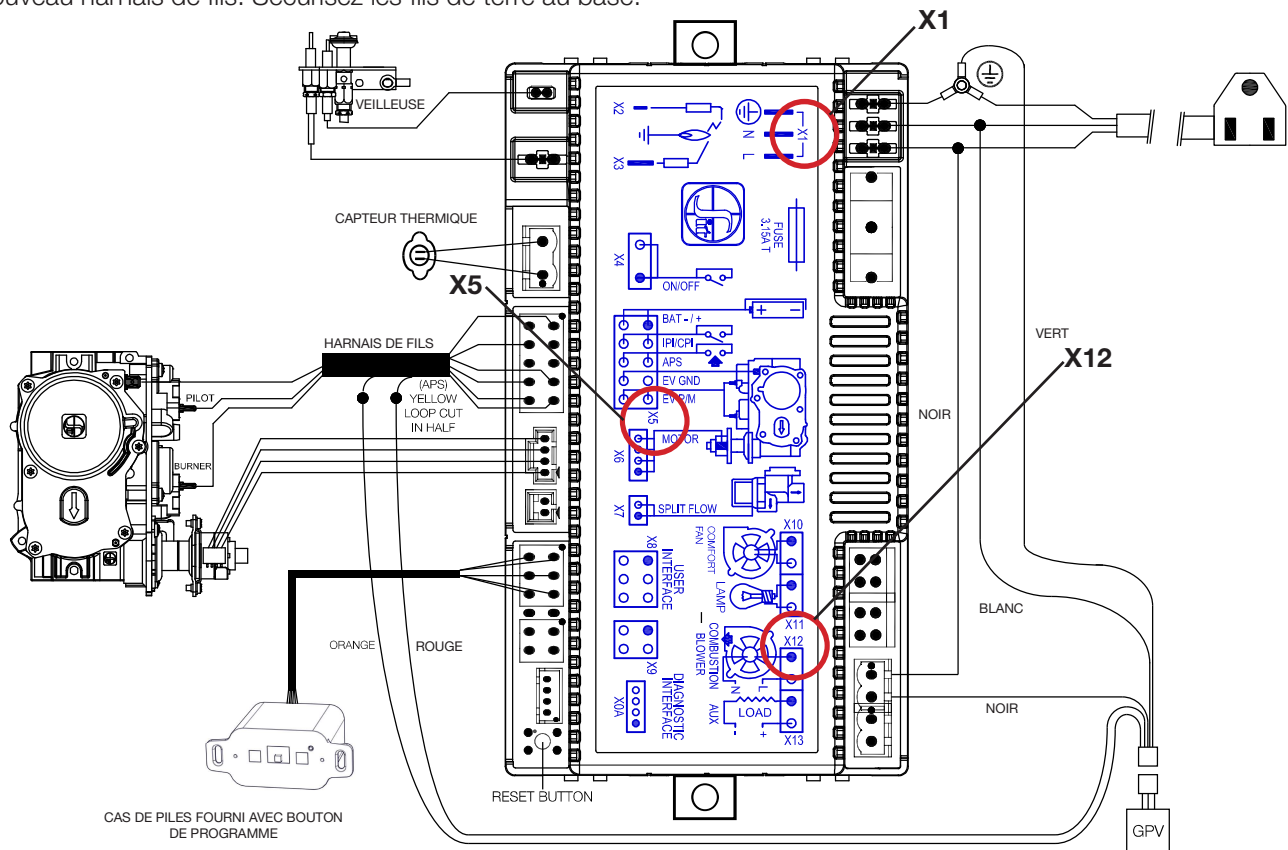 ouveau harnais de fils. Sécurisez les fils de terre au base.
X1
VEILLEUSE
X2
X3
X1
N
L
FUSE
3,15A T
CAPTEUR THERMIQUE
X4
ON/OFF
X5
BAT - / +
IPI/CPI
APS
EV GND
EV P/M
X5
HARNAIS DE FILS
(APS)
YELLOW
LOOP CUT
IN HALF
PILOT
BURNER
VERT
X12
NOIR
MOTOR
X6
SPLIT FLOW
X7
X8
USER
INTERFACE
COMFORT
FAN
X10
LAMP
X11
X12
BLANC
ORANGE
ROUGE
X9
COMBUSTION
BLOWER
N
L
DIAGNOSTIC
INTERFACE
X0A
AUX
LOAD
- +
X13
NOIR
RESET BUTTON
CAS DE PILES FOURNI AVEC BOUTON
DE PROGRAMME
GPV